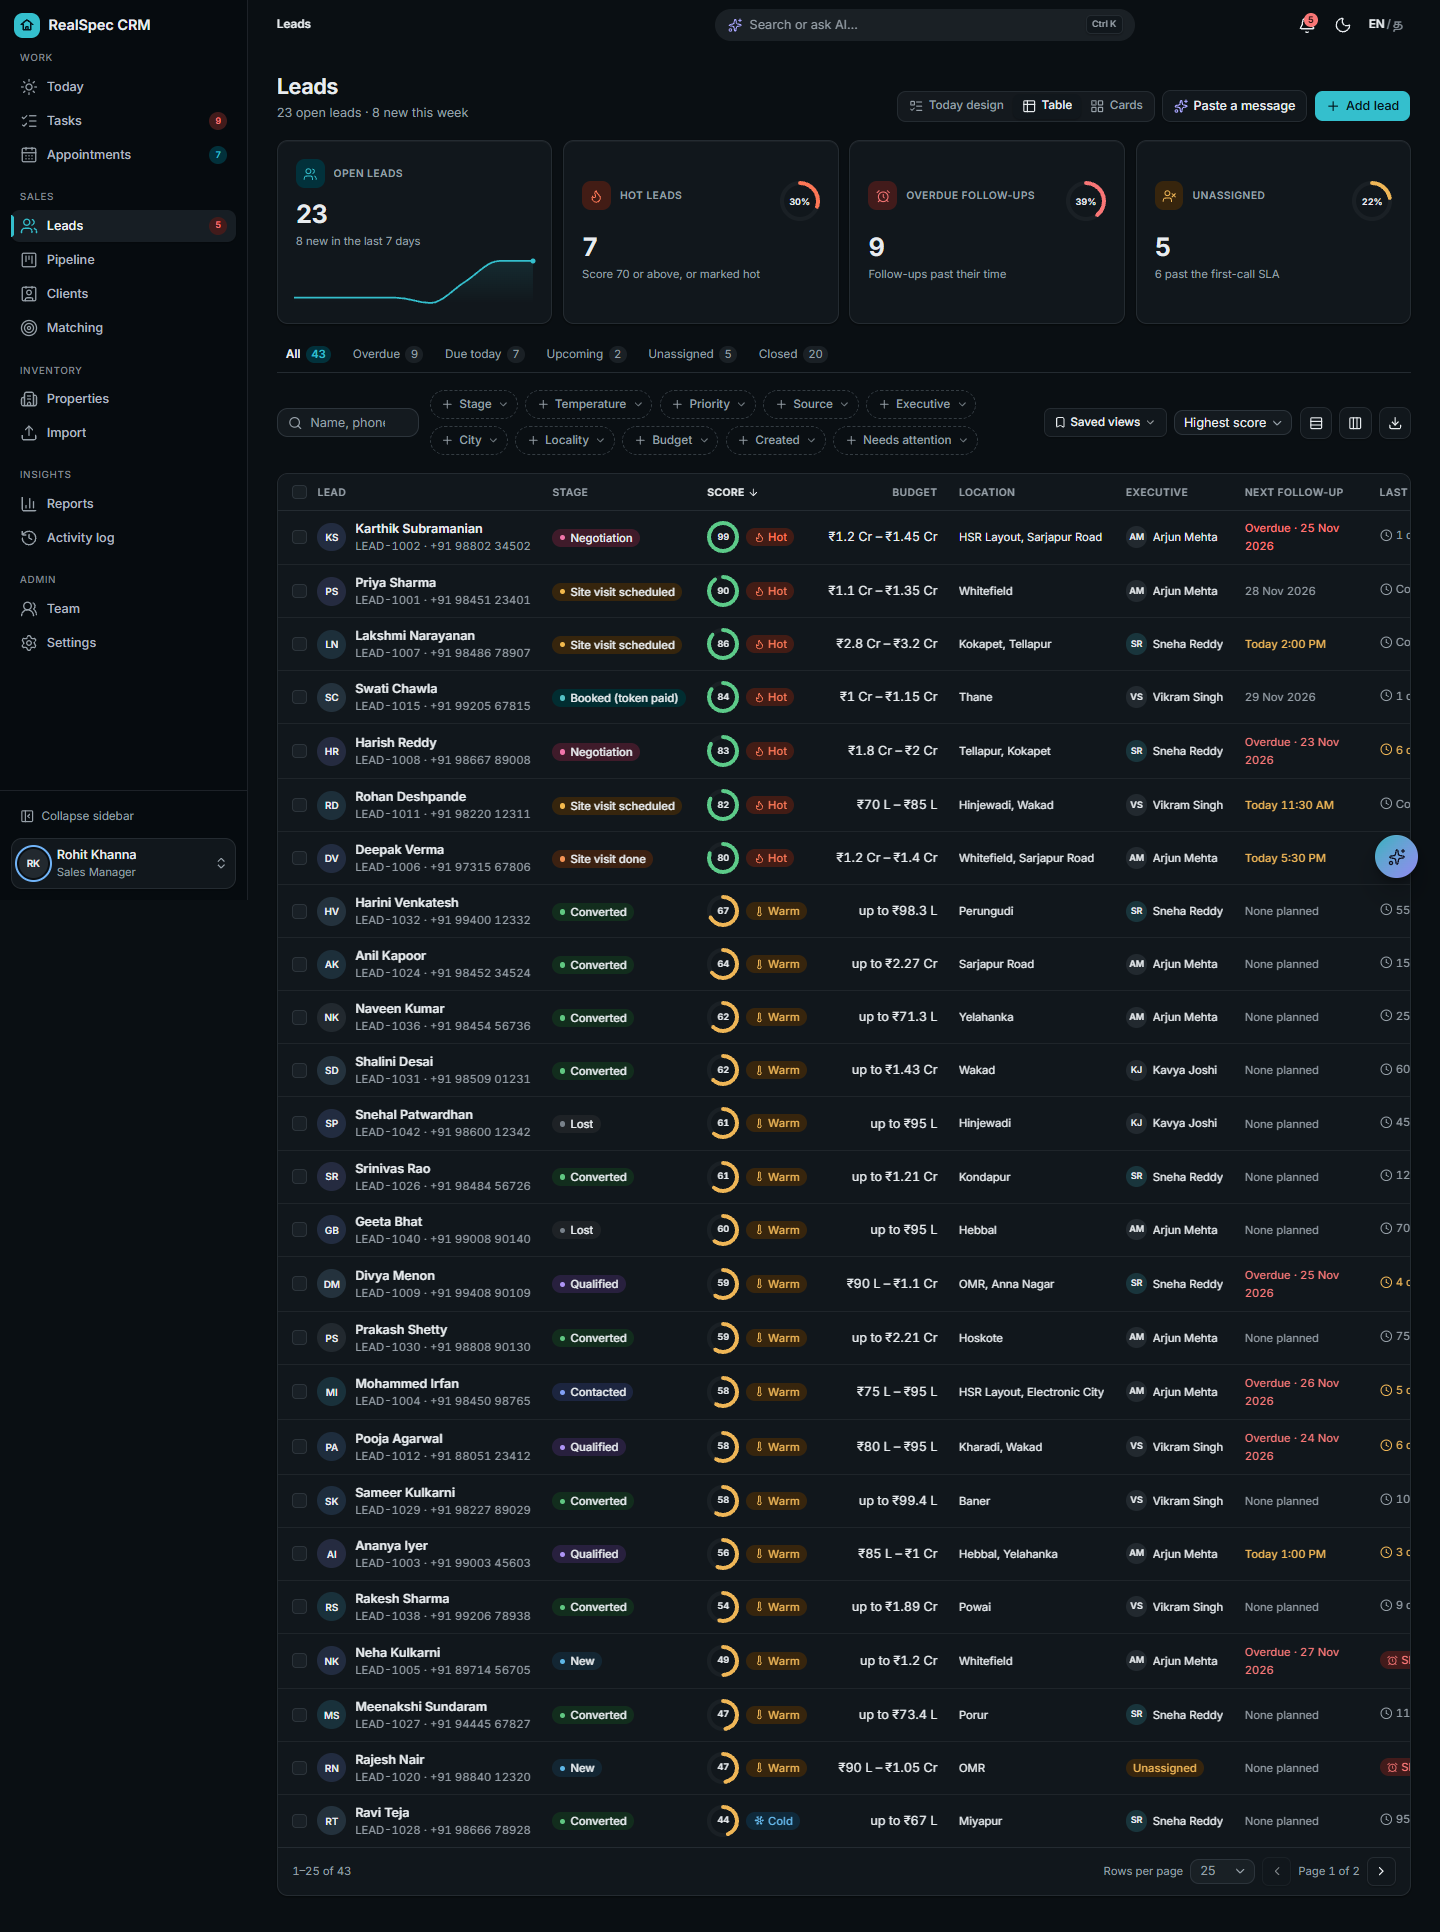 RealSpec CRM
WORK
Today
Tasks 9
Appointments 7
SALES
Leads 5
Pipeline
Clients
Matching
INVENTORY
Properties
Import
INSIGHTS
Reports
Activity log
ADMIN
Team
Settings
Collapse sidebar
RK Rohit Khanna
Sales Manager
Leads
Search or ask AI... Ctrl K
5
EN / த
Leads
23 open leads · 8 new this week
Today design Table Cards Paste a message Add lead
OPEN LEADS
23
8 new in the last 7 days
HOT LEADS 30%
7
Score 70 or above, or marked hot
OVERDUE FOLLOW-UPS 39%
9
Follow-ups past their time
UNASSIGNED 22%
5
6 past the first-call SLA
All 43 Overdue 9 Due today 7 Upcoming 2 Unassigned 5 Closed 20
Name, phone
+ Stage + Temperature + Priority + Source + Executive
+ City + Locality + Budget + Created + Needs attention
Saved views Highest score
LEAD STAGE SCORE ↓ BUDGET LOCATION EXECUTIVE NEXT FOLLOW-UP LAST
KS Karthik Subramanian Negotiation 99 Hot ₹1.2 Cr – ₹1.45 Cr HSR Layout, Sarjapur Road AM Arjun Mehta Overdue · 25 Nov 2026 1 d
LEAD-1002 · +91 98802 34502
PS Priya Sharma Site visit scheduled 90 Hot ₹1.1 Cr – ₹1.35 Cr Whitefield AM Arjun Mehta 28 Nov 2026 Co
LEAD-1001 · +91 98451 23401
LN Lakshmi Narayanan Site visit scheduled 86 Hot ₹2.8 Cr – ₹3.2 Cr Kokapet, Tellapur SR Sneha Reddy Today 2:00 PM Co
LEAD-1007 · +91 98486 78907
SC Swati Chawla Booked (token paid) 84 Hot ₹1 Cr – ₹1.15 Cr Thane VS Vikram Singh 29 Nov 2026 1 d
LEAD-1015 · +91 99205 67815
HR Harish Reddy Negotiation 83 Hot ₹1.8 Cr – ₹2 Cr Tellapur, Kokapet SR Sneha Reddy Overdue · 23 Nov 2026 6 d
LEAD-1008 · +91 98667 89008
RD Rohan Deshpande Site visit scheduled 82 Hot ₹70 L – ₹85 L Hinjewadi, Wakad VS Vikram Singh Today 11:30 AM Co
LEAD-1011 · +91 98220 12311
DV Deepak Verma Site visit done 80 Hot ₹1.2 Cr – ₹1.4 Cr Whitefield, Sarjapur Road AM Arjun Mehta Today 5:30 PM
LEAD-1006 · +91 97315 67806
HV Harini Venkatesh Converted 67 Warm up to ₹98.3 L Perungudi SR Sneha Reddy None planned 55
LEAD-1032 · +91 99400 12332
AK Anil Kapoor Converted 64 Warm up to ₹2.27 Cr Sarjapur Road AM Arjun Mehta None planned 15
LEAD-1024 · +91 98452 34524
NK Naveen Kumar Converted 62 Warm up to ₹71.3 L Yelahanka AM Arjun Mehta None planned 25
LEAD-1036 · +91 98454 56736
SD Shalini Desai Converted 62 Warm up to ₹1.43 Cr Wakad KJ Kavya Joshi None planned 60
LEAD-1031 · +91 98509 01231
SP Snehal Patwardhan Lost 61 Warm up to ₹95 L Hinjewadi KJ Kavya Joshi None planned 45
LEAD-1042 · +91 98600 12342
SR Srinivas Rao Converted 61 Warm up to ₹1.21 Cr Kondapur SR Sneha Reddy None planned 12
LEAD-1026 · +91 98484 56726
GB Geeta Bhat Lost 60 Warm up to ₹95 L Hebbal AM Arjun Mehta None planned 70
LEAD-1040 · +91 99008 90140
DM Divya Menon Qualified 59 Warm ₹90 L – ₹1.1 Cr OMR, Anna Nagar SR Sneha Reddy Overdue · 25 Nov 2026 4 d
LEAD-1009 · +91 99408 90109
PS Prakash Shetty Converted 59 Warm up to ₹2.21 Cr Hoskote AM Arjun Mehta None planned 75
LEAD-1030 · +91 98808 90130
MI Mohammed Irfan Contacted 58 Warm ₹75 L – ₹95 L HSR Layout, Electronic City AM Arjun Mehta Overdue · 26 Nov 2026 5 d
LEAD-1004 · +91 98450 98765
PA Pooja Agarwal Qualified 58 Warm ₹80 L – ₹95 L Kharadi, Wakad VS Vikram Singh Overdue · 24 Nov 2026 6 d
LEAD-1012 · +91 88051 23412
SK Sameer Kulkarni Converted 58 Warm up to ₹99.4 L Baner VS Vikram Singh None planned 10
LEAD-1029 · +91 98227 89029
AI Ananya Iyer Qualified 56 Warm ₹85 L – ₹1 Cr Hebbal, Yelahanka AM Arjun Mehta Today 1:00 PM 3 d
LEAD-1003 · +91 99003 45603
RS Rakesh Sharma Converted 54 Warm up to ₹1.89 Cr Powai VS Vikram Singh None planned 9 d
LEAD-1038 · +91 99206 78938
NK Neha Kulkarni New 49 Warm up to ₹1.2 Cr Whitefield AM Arjun Mehta Overdue · 27 Nov 2026
LEAD-1005 · +91 89714 56705
MS Meenakshi Sundaram Converted 47 Warm up to ₹73.4 L Porur SR Sneha Reddy None planned 11
LEAD-1027 · +91 94445 67827
RN Rajesh Nair New 47 Warm ₹90 L – ₹1.05 Cr OMR Unassigned None planned
LEAD-1020 · +91 98840 12320
RT Ravi Teja Converted 44 Cold up to ₹67 L Miyapur SR Sneha Reddy None planned 95
LEAD-1028 · +91 98666 78928
1–25 of 43 Rows per page 25 Page 1 of 2